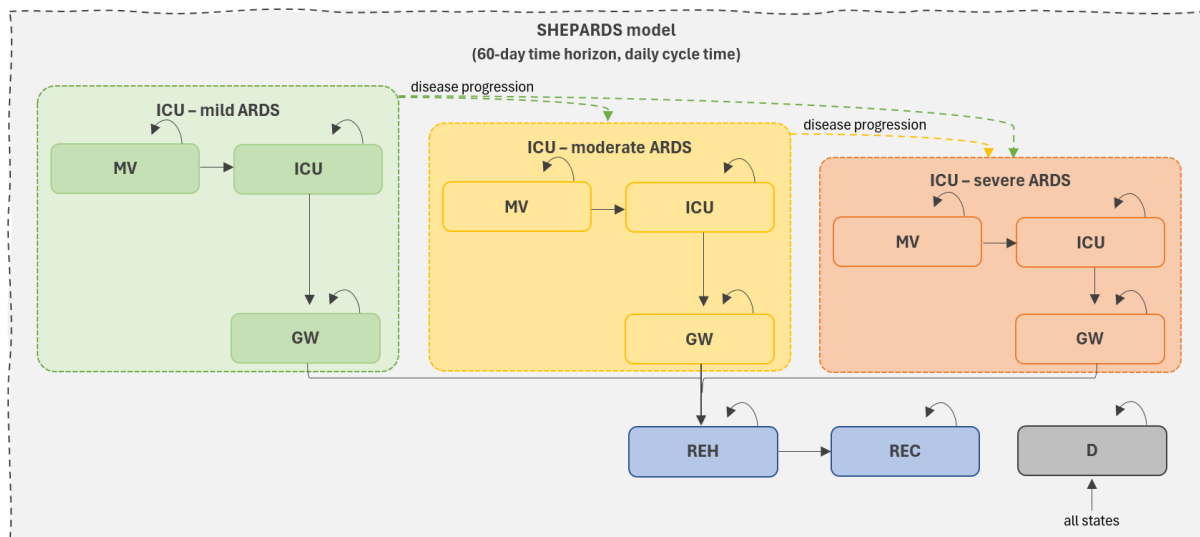 SHEPARDS model
(60-day time horizon, daily cycle time)
disease progression
ICU – mild ARDS
MV
ICU
GW
disease progression
ICU – moderate ARDS
MV
ICU
GW
ICU – severe ARDS
MV
ICU
GW
REH
REC
D
all states